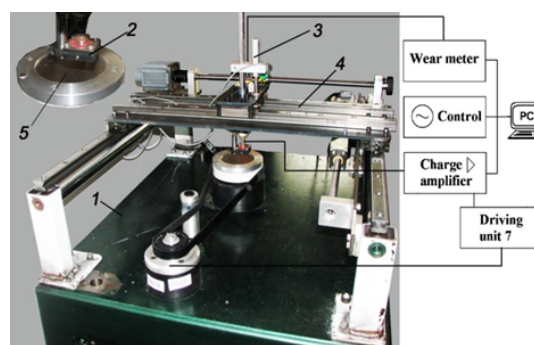 2
3
4
5
1
Wear meter
Control
PC
Charge
amplifier
Driving
unit 7